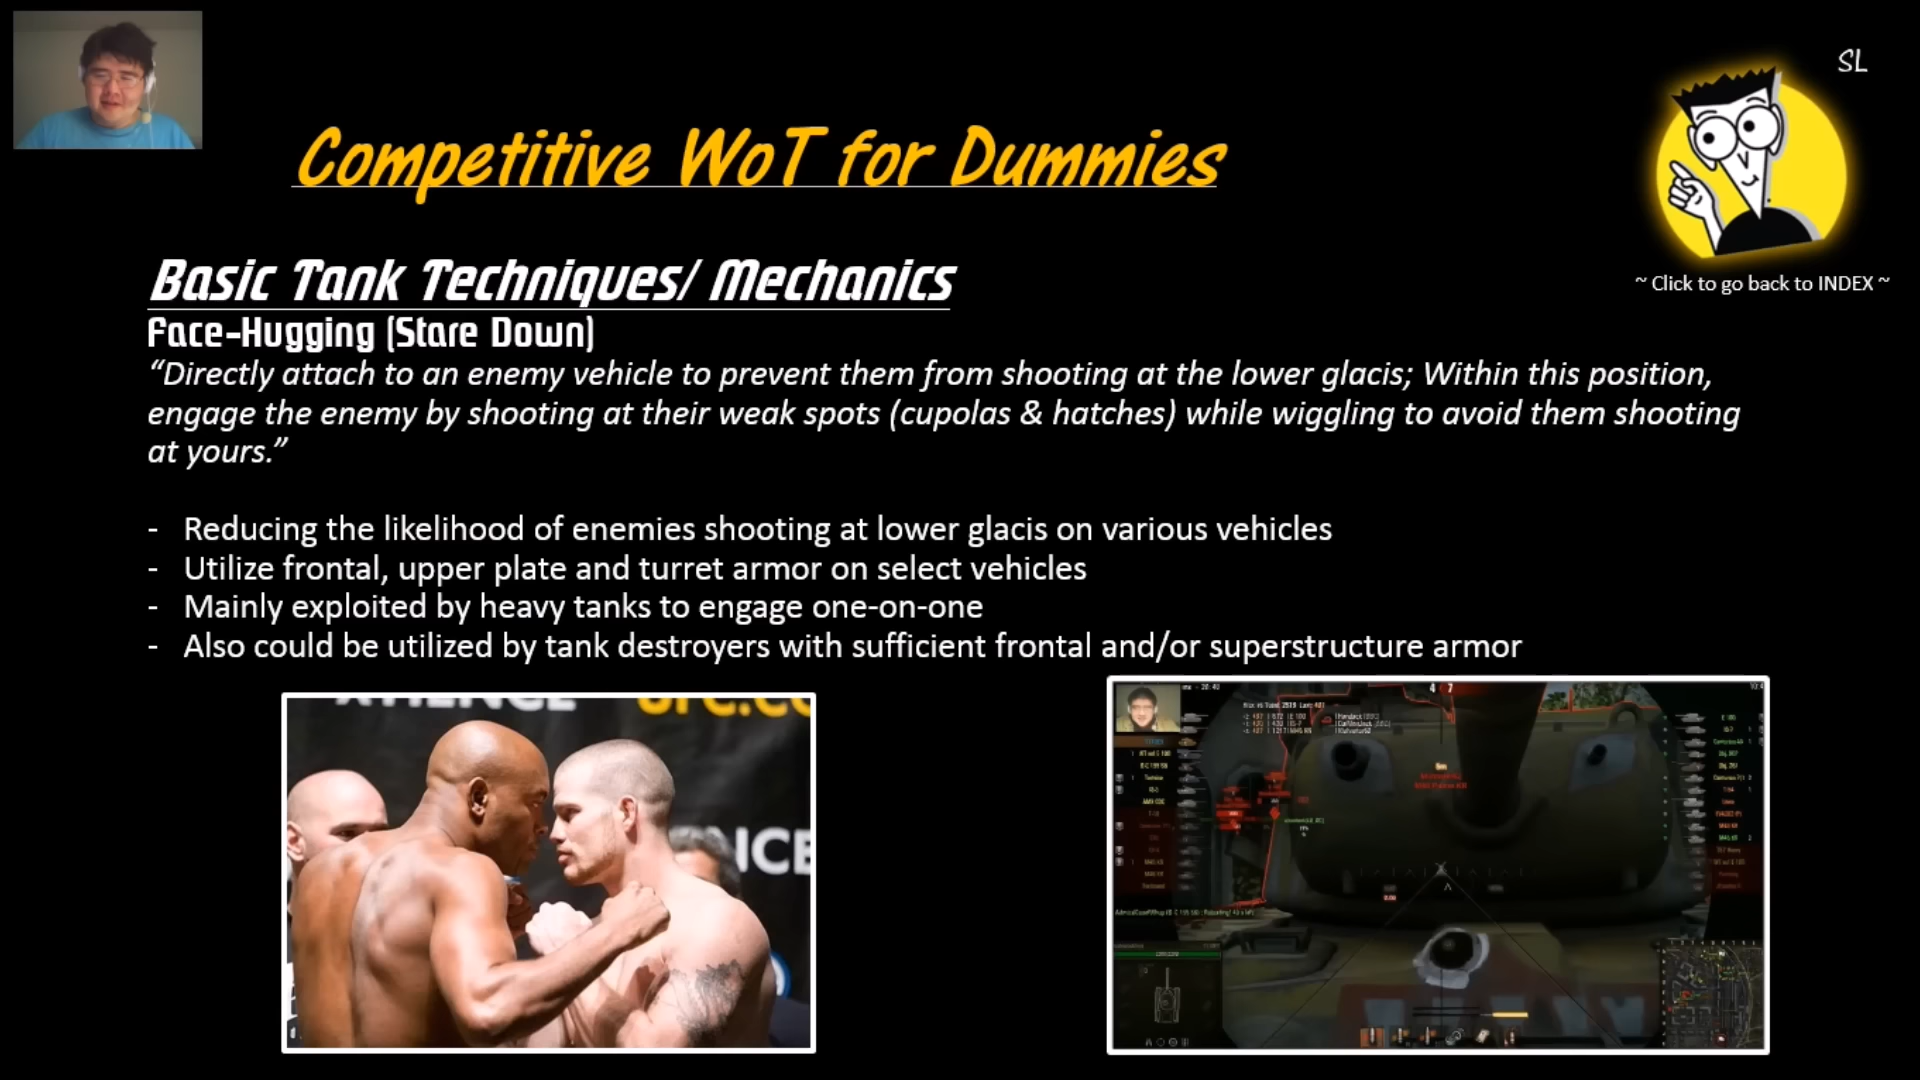 SL
Competitive WoT for Dummies
~ Click to go back to INDEX ~
Basic Tank Techniques/ Mechanics
Face-Hugging (Stare Down)
“Directly attach to an enemy vehicle to prevent them from shooting at the lower glacis; Within this position,
engage the enemy by shooting at their weak spots (cupolas & hatches) while wiggling to avoid them shooting
at yours.”
- Reducing the likelihood of enemies shooting at lower glacis on various vehicles
- Utilize frontal, upper plate and turret armor on select vehicles
- Mainly exploited by heavy tanks to engage one-on-one
- Also could be utilized by tank destroyers with sufficient frontal and/or superstructure armor
4 7